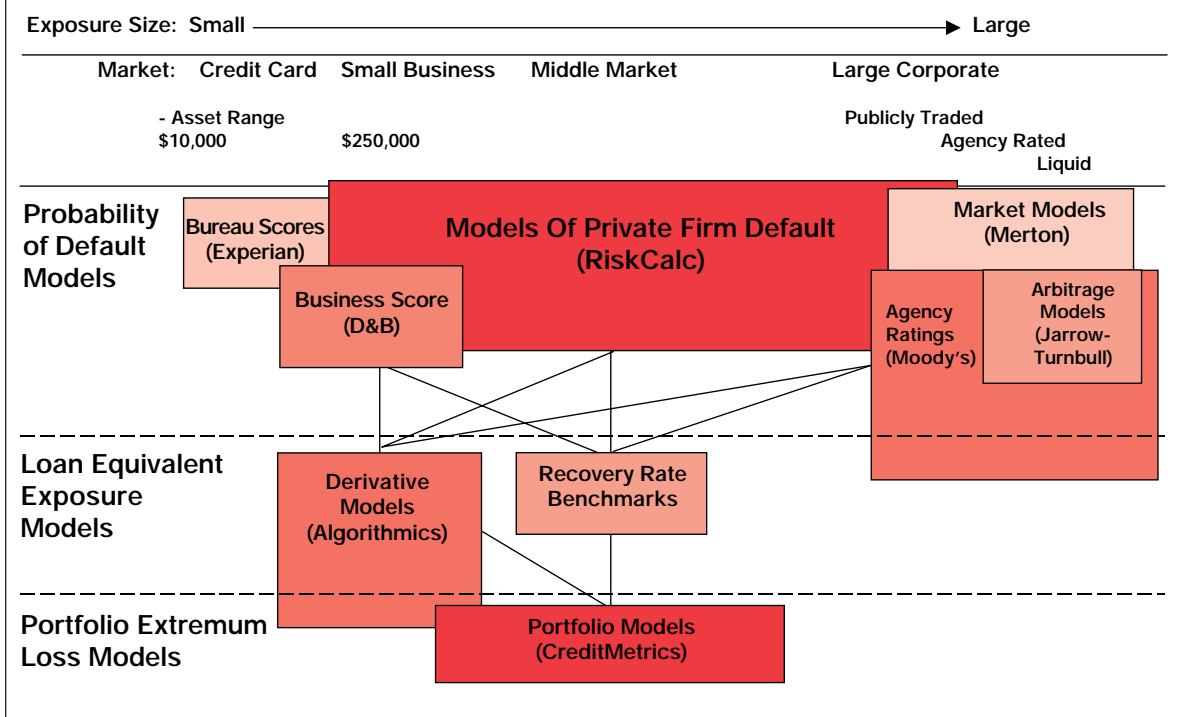 Exposure Size: Small
Large
Market: Credit Card Small Business Middle Market Large Corporate
- Asset Range
$10,000
$250,000
Publicly Traded
Agency Rated
Liquid
Probability
of Default
Models
Bureau Scores
(Experian)
Business Score
(D&B)
Models Of Private Firm Default
(RiskCalc)
Market Models
(Merton)
Agency
Ratings
(Moody's)
Arbitrage
Models
(Jarrow-
Turnbull)
Loan Equivalent
Exposure
Models
Derivative
Models
(Algorithmics)
Recovery Rate
Benchmarks
Portfolio Extremum
Loss Models
Portfolio Models
(CreditMetrics)